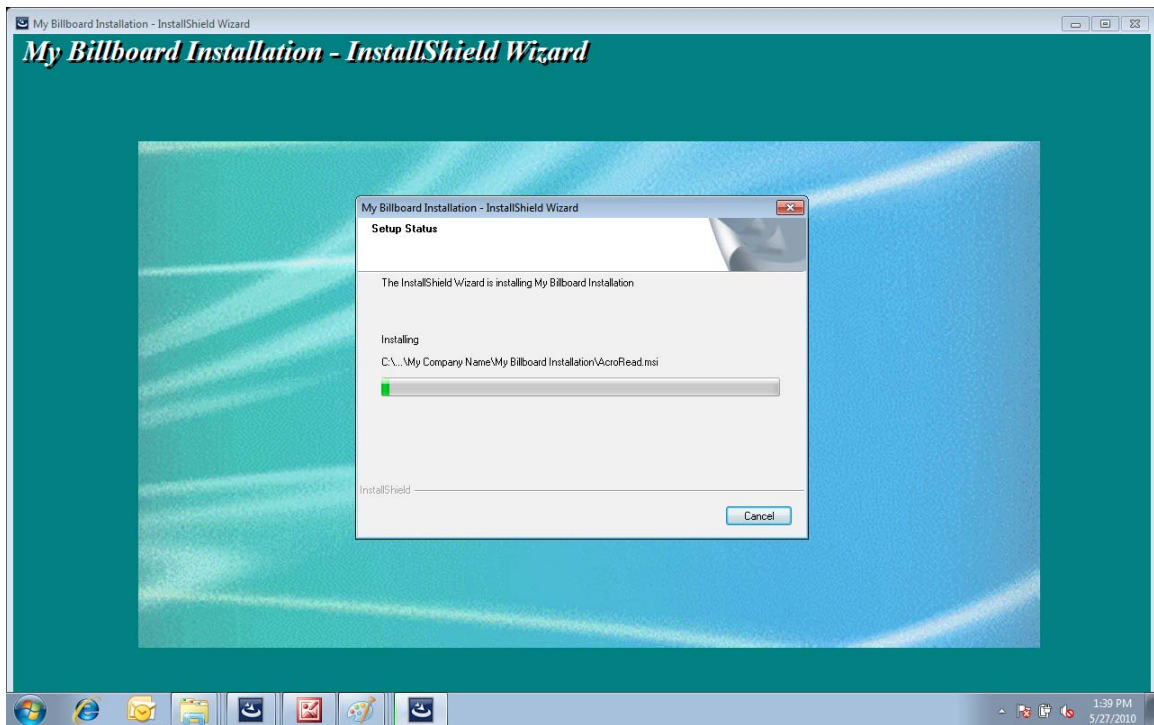 My Billboard Installation - InstallShield Wizard
My Billboard Installation - InstallShield Wizard
My Billboard Installation - InstallShield Wizard
Setup Status
The InstallShield Wizard is installing My Billboard Installation
Installing
C:\...\My Company Name\My Billboard Installation\AcroRead.msi
InstallShield
Cancel
1:39 PM
5/27/2010